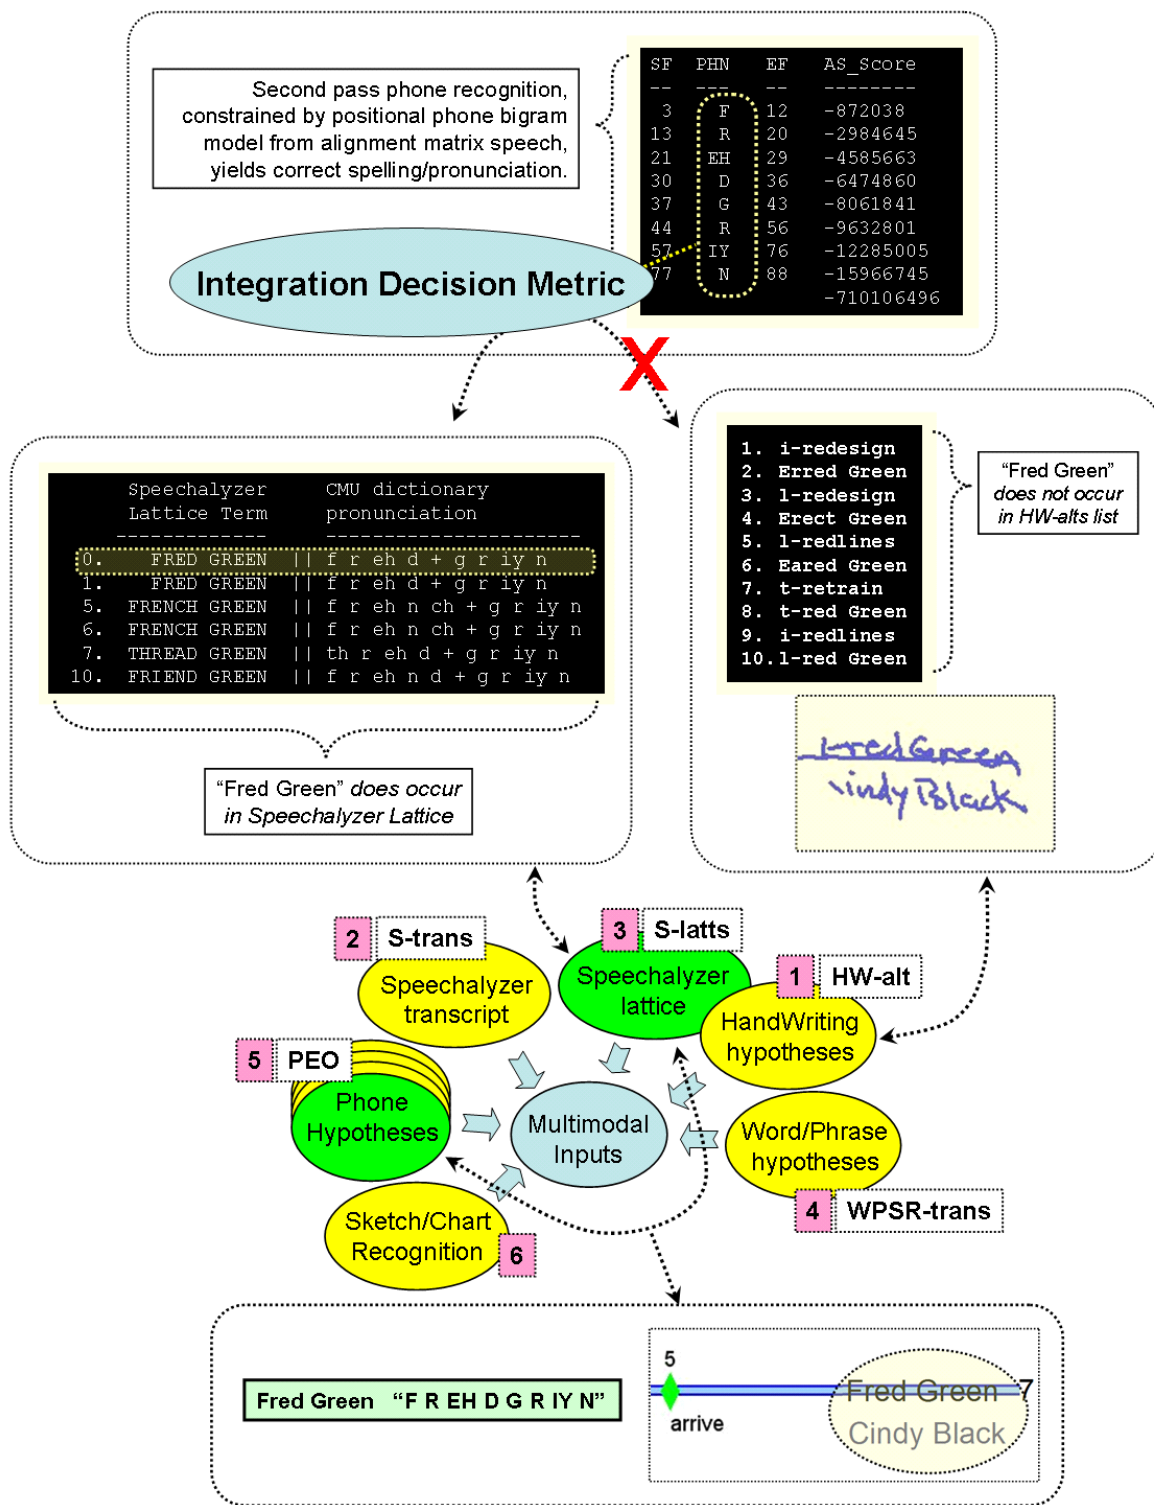 Second pass phone recognition,
constrained by positional phone bigram
model from alignment matrix speech,
yields correct spelling/pronunciation.
SF PHN EF AS_Score
-- --- -- --------
3 F 12 -872038
13 R 20 -2984645
21 EH 29 -4585663
30 D 36 -6474860
37 G 43 -8061841
44 R 56 -9632801
57 IY 76 -12285005
77 N 88 -15966745
-710106496
Integration Decision Metric
X
Speechalyzer CMU dictionary
Lattice Term pronunciation
------------- ----------------------
0. FRED GREEN || f r eh d + g r iy n
1. FRED GREEN || f r eh d + g r iy n
5. FRENCH GREEN || f r eh n ch + g r iy n
6. FRENCH GREEN || f r eh n ch + g r iy n
7. THREAD GREEN || th r eh d + g r iy n
10. FRIEND GREEN || f r eh n d + g r iy n
"Fred Green" does occur
in Speechalyzer Lattice
1. i-redesign
2. Erred Green
3. l-redesign
4. Erect Green
5. l-redlines
6. Eared Green
7. t-retrain
8. t-red Green
9. i-redlines
10.l-red Green
"Fred Green"
does not occur
in HW-alts list
Fred Green
Cindy Black
2 S-trans
Speechalyzer
transcript
3 S-latts
Speechalyzer
lattice
1 HW-alt
HandWriting
hypotheses
5 PEO
Phone
Hypotheses
Multimodal
Inputs
Word/Phrase
hypotheses
4 WPSR-trans
Sketch/Chart
Recognition
6
Fred Green "F R EH D G R IY N"
5
arrive
Fred Green 7
Cindy Black